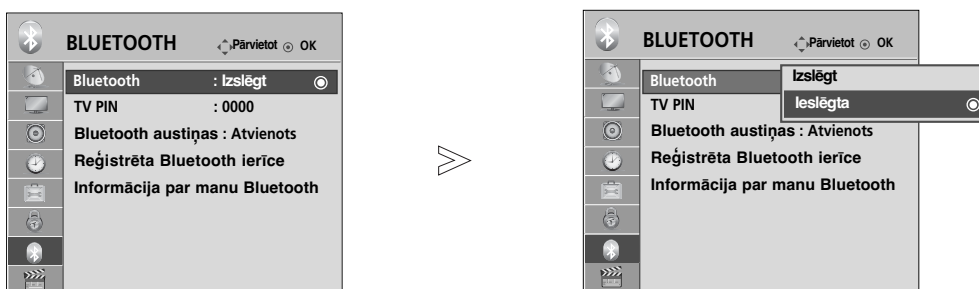 BLUETOOTH Pārvietot OK
Bluetooth : Izslēgt
TV PIN : 0000
Bluetooth austiņas : Atvienots
Reģistrēta Bluetooth ierīce
Informācija par manu Bluetooth
BLUETOOTH Pārvietot OK
Bluetooth
Izslēgt
Ieslēgta
TV PIN
Bluetooth austiņas : Atvienots
Reģistrēta Bluetooth ierīce
Informācija par manu Bluetooth